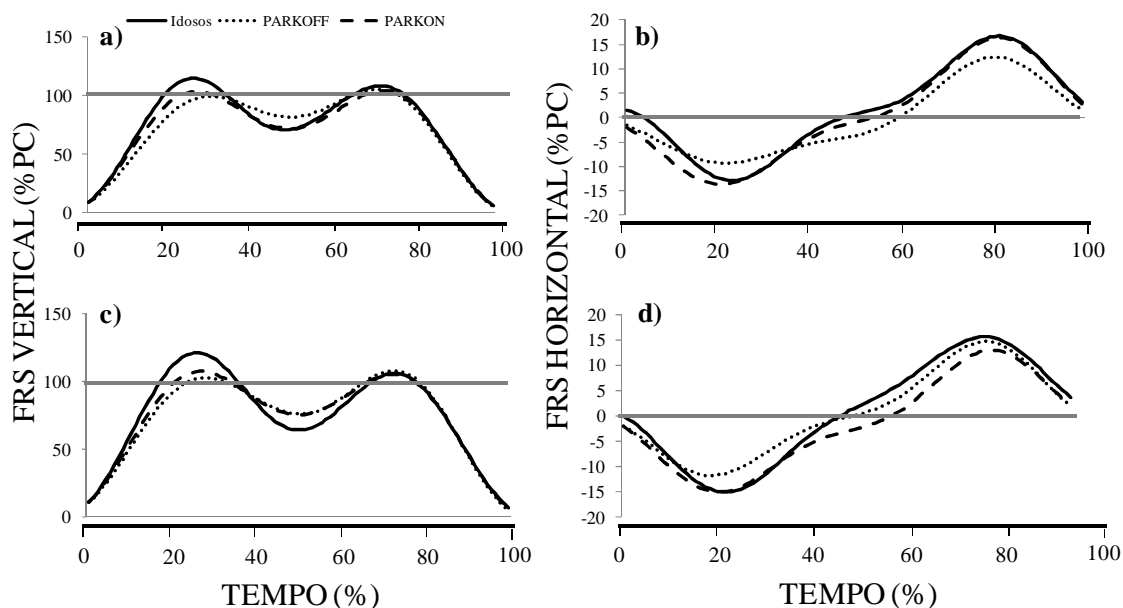 Idosos PARKOFF PARKON
FRS VERTICAL (%PC)
a)
150
100
50
0
0 20 40 60 80 100
FRS HORIZONTAL (%PC)
b)
20
15
10
5
0
-5
-10
-15
-20
0 20 40 60 80 100
c)
150
100
50
0
0 20 40 60 80 100
TEMPO (%)
d)
20
15
10
5
0
-5
-10
-15
-20
0 20 40 60 80 100
TEMPO (%)